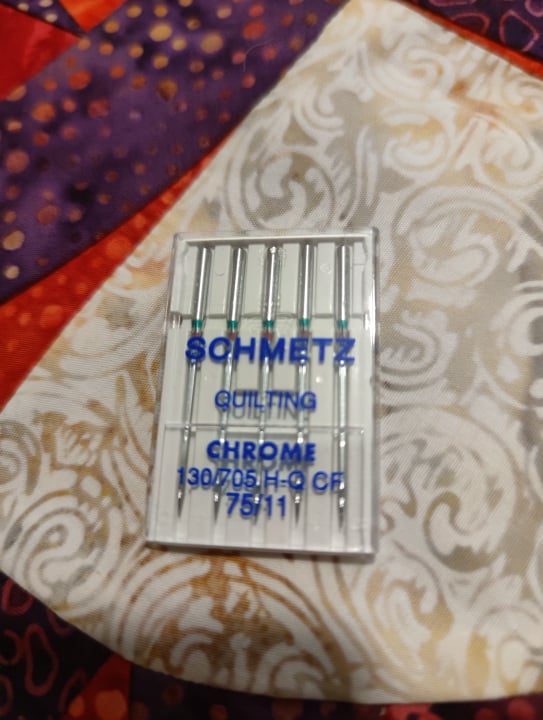 SCHMETZ
QUILTING
CHROME
130/705 H-Q CF
75/11